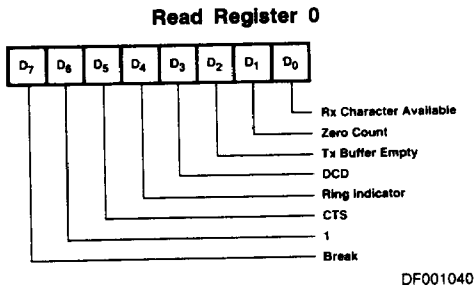 Read Register 0
D7 D6 D5 D4 D3 D2 D1 D0
Rx Character Available
Zero Count
Tx Buffer Empty
DCD
Ring Indicator
CTS
1
Break
DF001040